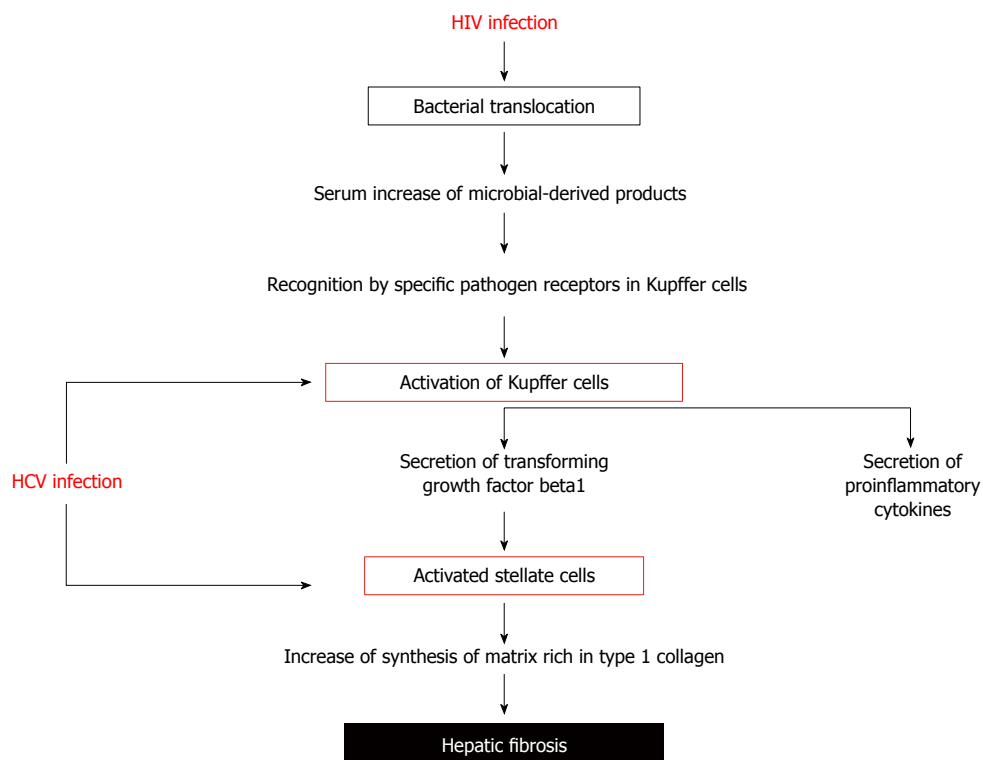 HIV infection
Bacterial translocation
Serum increase of microbial-derived products
Recognition by specific pathogen receptors in Kupffer cells
Activation of Kupffer cells
Secretion of transforming
growth factor beta1
Secretion of
proinflammatory
cytokines
HCV infection
Activated stellate cells
Increase of synthesis of matrix rich in type 1 collagen
Hepatic fibrosis